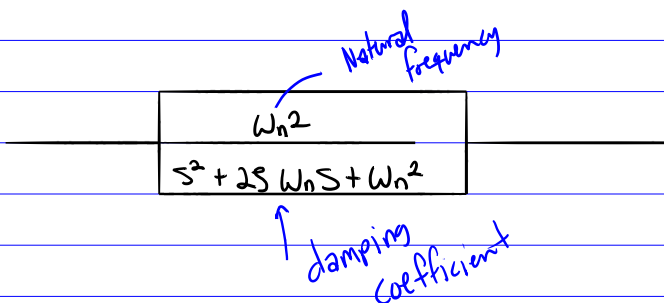 Natural
frequency
ωn²
s² + 2ζ ωn s + ωn²
damping
coefficient